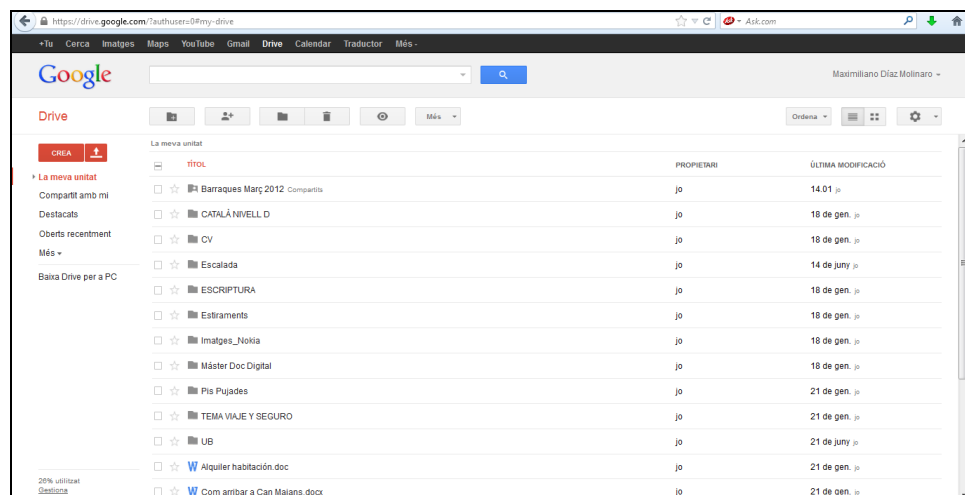 https://drive.google.com/?authuser=0#my-drive
Ask.com
+Tu Cerca Imatges Maps YouTube Gmail Drive Calendar Traductor Més
Google
Maximiliano Díaz Molinaro
Drive
Més
Ordena
CREA
La meva unitat
Compartit amb mi
Destacats
Oberts recentment
Més
Baixa Drive per a PC
26% utilitzat
Gestiona
La meva unitat
TÍTOL PROPIETARI ÚLTIMA MODIFICACIÓ
Barraques Març 2012 Compartits jo 14.01 jo
CATALÀ NIVELL D jo 18 de gen. jo
CV jo 18 de gen. jo
Escalada jo 14 de juny jo
ESCRIPTURA jo 18 de gen. jo
Estiraments jo 18 de gen. jo
Imatges_Nokia jo 18 de gen. jo
Máster Doc Digital jo 18 de gen. jo
Pis Pujades jo 21 de gen. jo
TEMA VIAJE Y SEGURO jo 21 de gen. jo
UB jo 21 de juny jo
Alquiler habitación.doc jo 21 de gen. jo
Com arribar a Can Majans.docx jo 21 de gen. jo